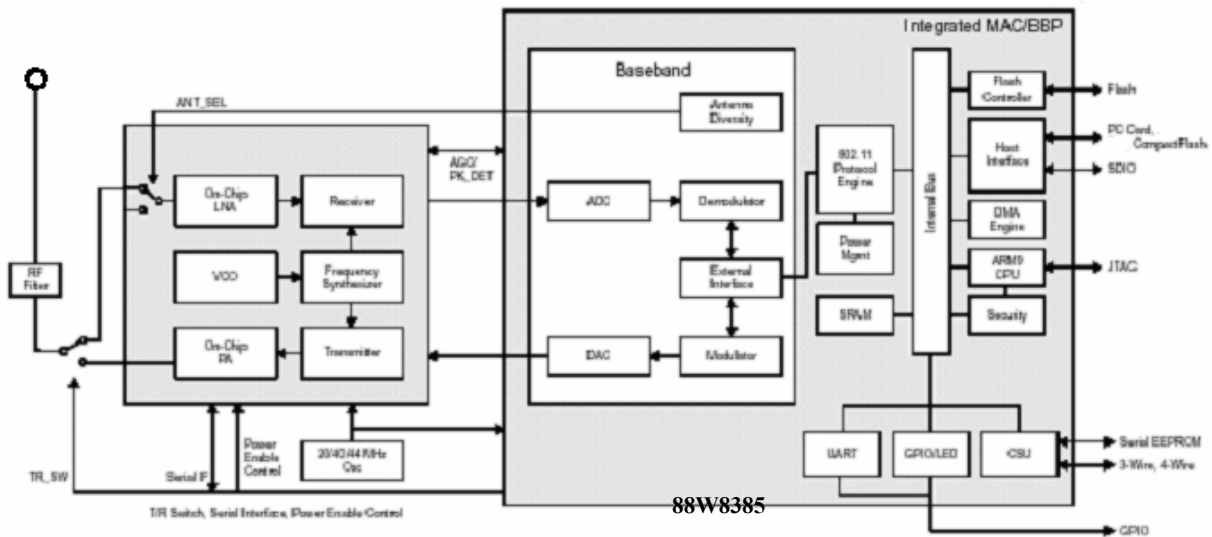 Integrated MAC/BBP
Baseband
Antenna
Diversity
ANT_SEL
AGC/
PK_DET
On-Chip
LNA
Receiver
ADC
Demodulator
802.11
Protocol
Engine
Internal Bus
Flash
Controller
Flash
PC Card,
CompactFlash
Host
Interface
SDIO
DMA
Engine
RF
Filter
VCO
Frequency
Synthesizer
External
Interface
Power
Mgmt
ARM9
CPU
JTAG
SRAM
Security
On-Chip
PA
Transmitter
DAC
Modulator
TR_SW
Serial IF
Power
Enable
Control
20/40/44 MHz
Osc
UART
GPIO/LED
Serial EEPROM
3-Wire, 4-Wire
88W8385
T/R Switch, Serial Interface, Power Enable Control
GPIO